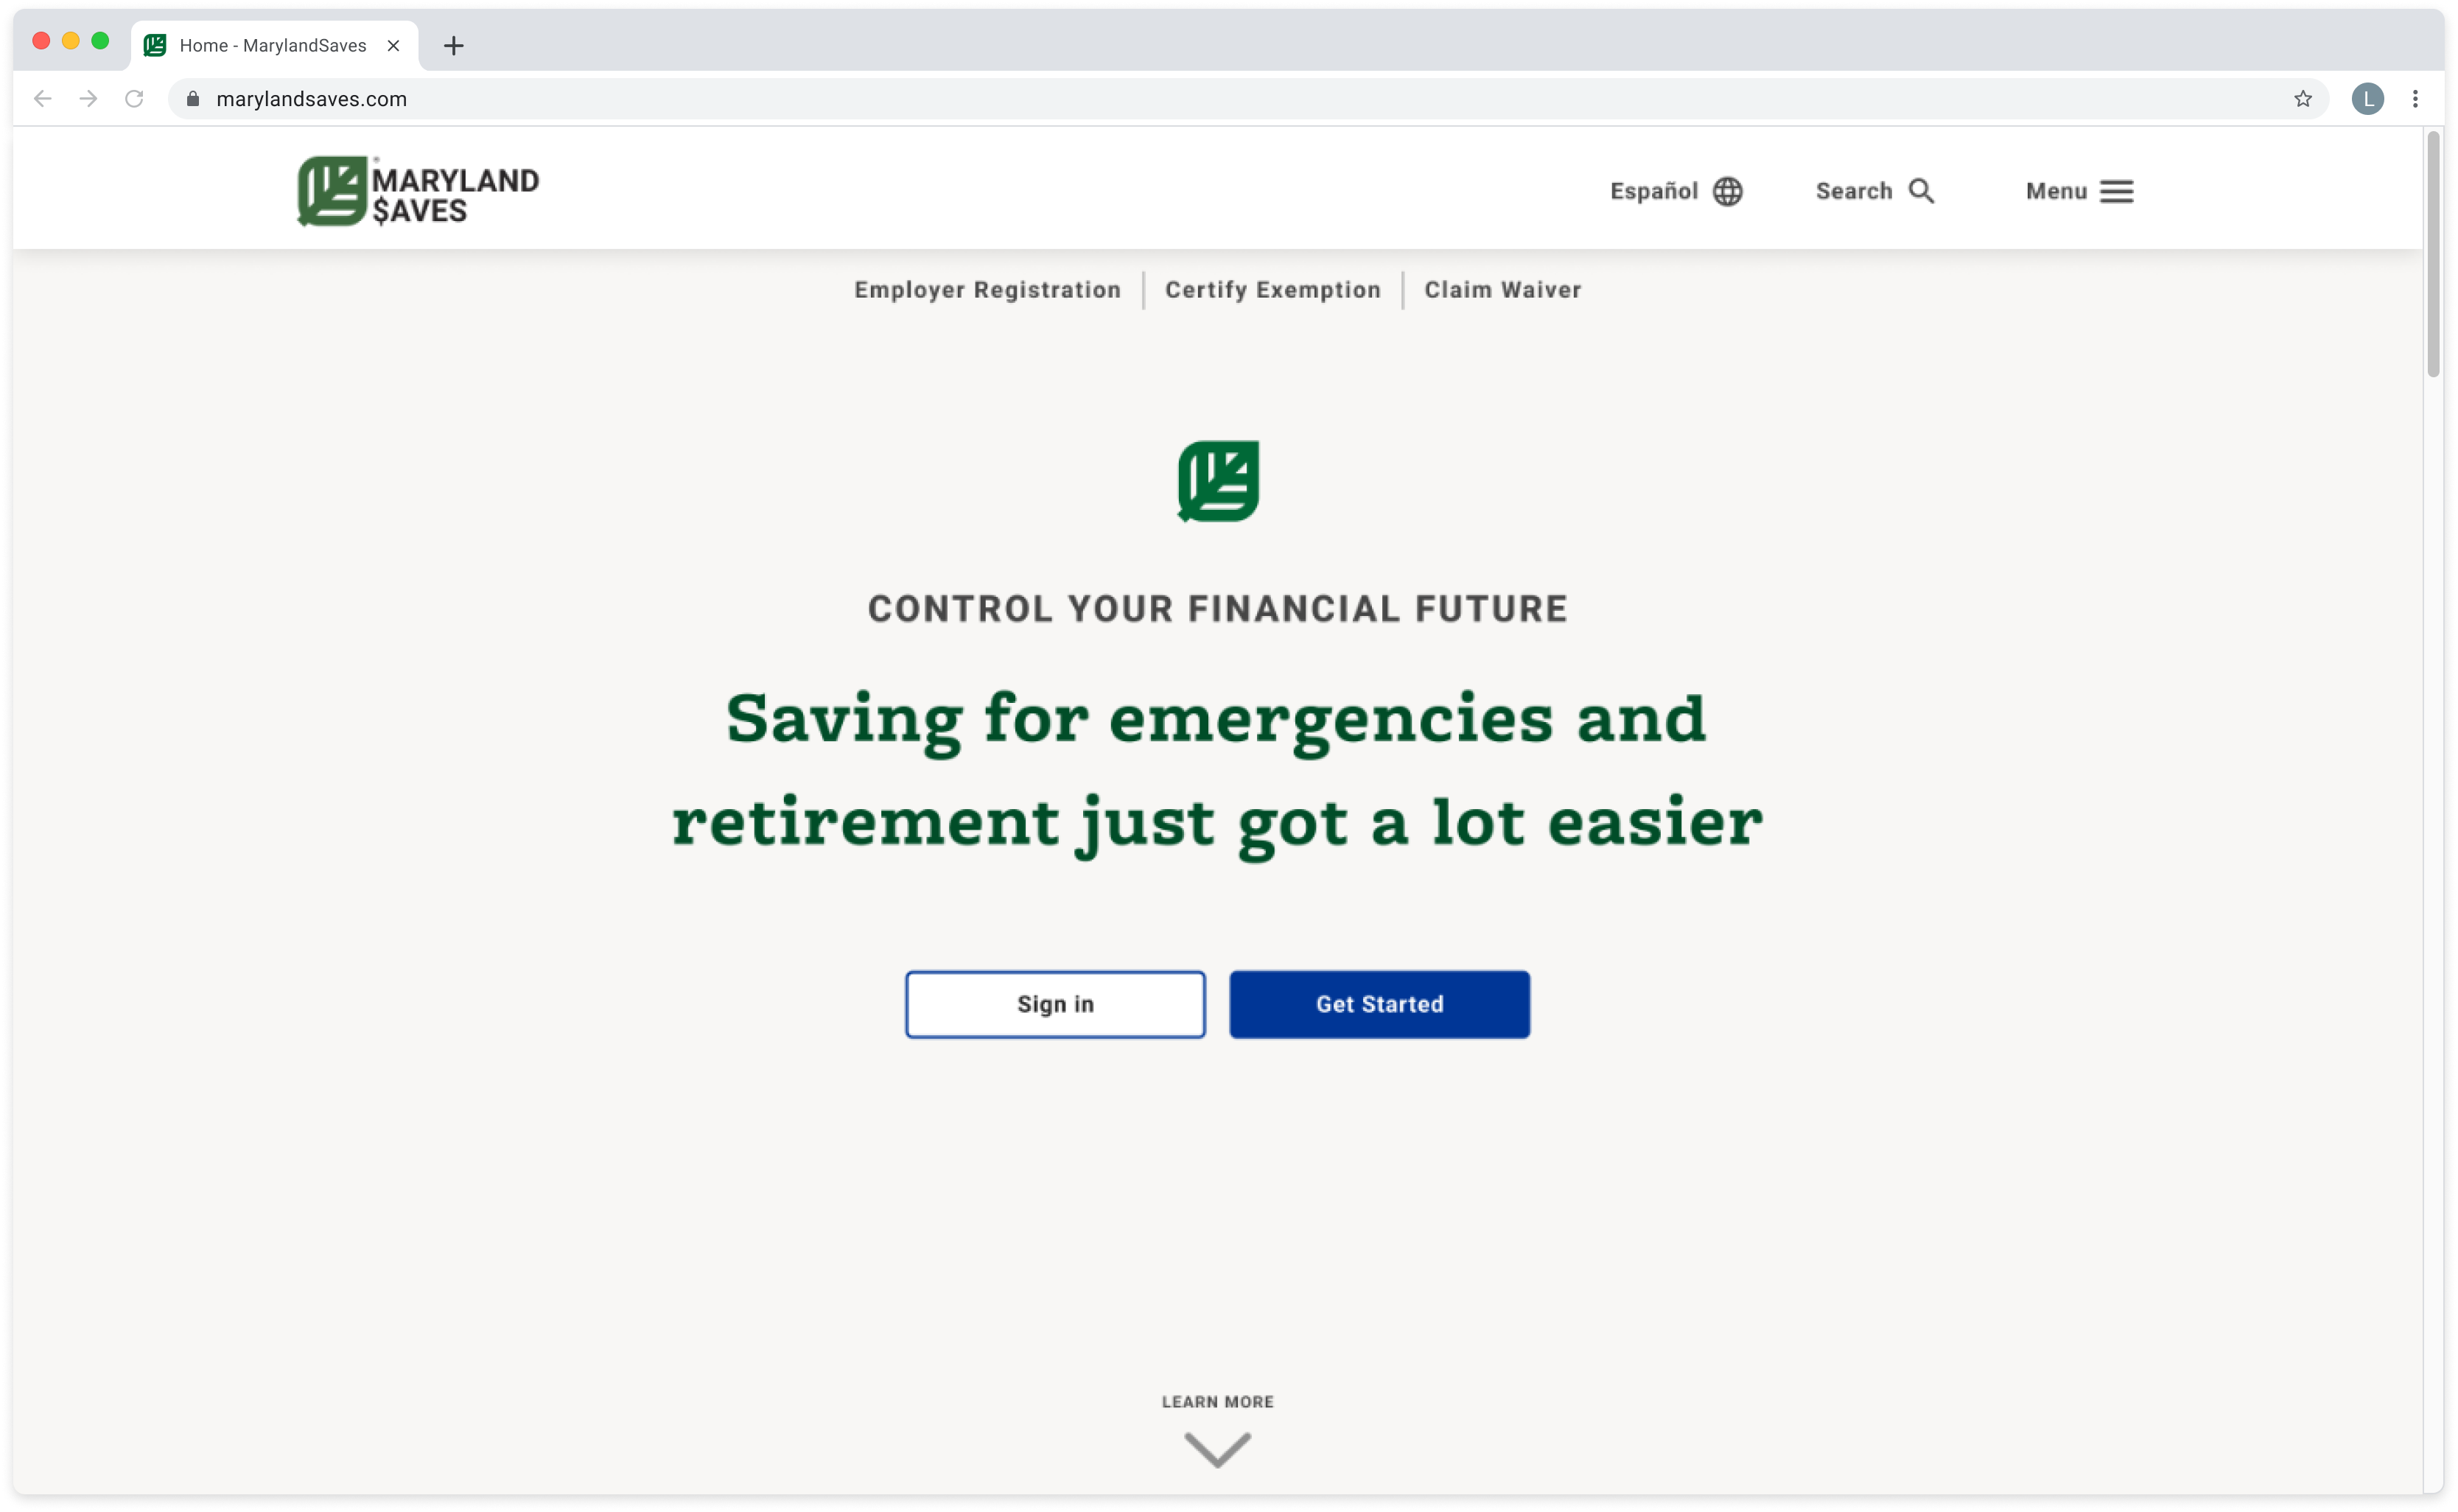 Home - MarylandSaves
marylandsaves.com
L
MARYLAND
$AVES
Español
Search
Menu
Employer Registration
Certify Exemption
Claim Waiver
CONTROL YOUR FINANCIAL FUTURE
Saving for emergencies and
retirement just got a lot easier
Sign in
Get Started
LEARN MORE